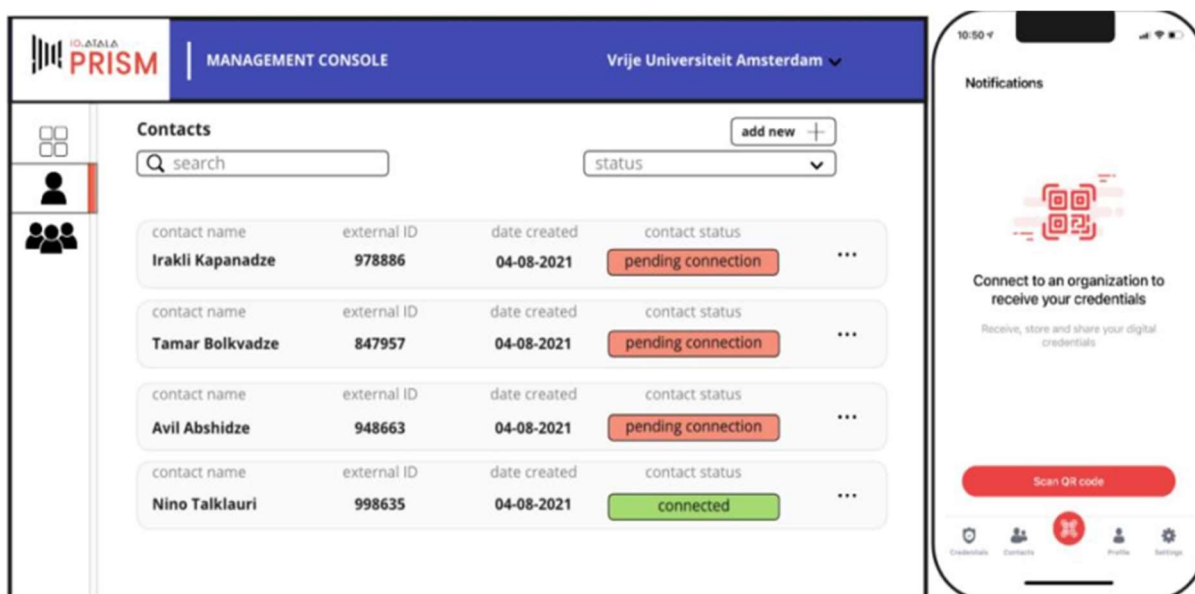 IO.ATALA
PRISM
MANAGEMENT CONSOLE
Vrije Universiteit Amsterdam
Contacts
add new
search
status
contact name external ID date created contact status
Irakli Kapanadze 978886 04-08-2021 pending connection
contact name external ID date created contact status
Tamar Bolkvadze 847957 04-08-2021 pending connection
contact name external ID date created contact status
Avil Abshidze 948663 04-08-2021 pending connection
contact name external ID date created contact status
Nino Talklauri 998635 04-08-2021 connected
10:50
Notifications
Connect to an organization to
receive your credentials
Receive, store and share your digital
credentials
Scan QR code
Credentials Contacts Profile Settings